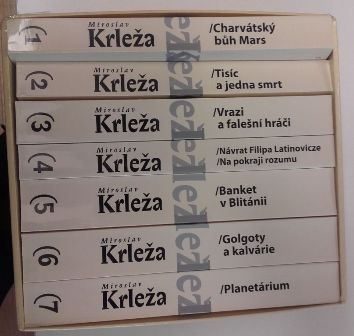 (1
Miroslav
Krleža
/Charvátský
bůh Mars
(2
Miroslav
Krleža
/Tisíc
a jedna smrt
(3
Miroslav
Krleža
/Vrazi
a falešní hráči
(4
Miroslav
Krleža
/Návrat Filipa Latinovicze
/Na pokraji rozumu
(5
Miroslav
Krleža
/Banket
v Blitánii
(6
Miroslav
Krleža
/Golgoty
a kalvárie
(7
Miroslav
Krleža
/Planetárium